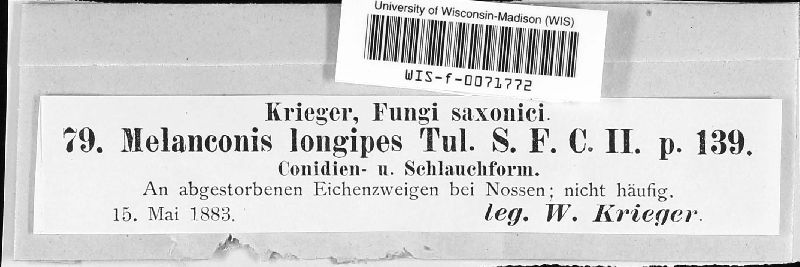 University of Wisconsin-Madison (WIS)
WIS-f-0071772
Krieger, Fungi saxonici.
79. Melanconis longipes Tul. S. F. C. II. p. 139.
Conidien- u. Schlauchform.
An abgestorbenen Eichenzweigen bei Nossen; nicht häufig.
15. Mai 1883.
leg. W. Krieger.